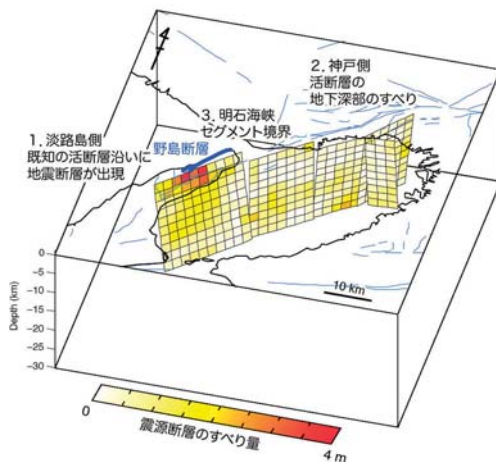 2. 神戸側
活断層の
地下深部のすべり
3. 明石海峡
セグメント境界
1. 淡路島側
既知の活断層沿いに
地震断層が出現
野島断層
0
−5
−10
−15
−20
−25
−30
Depth (km)
10 km
0
4 m
震源断層のすべり量